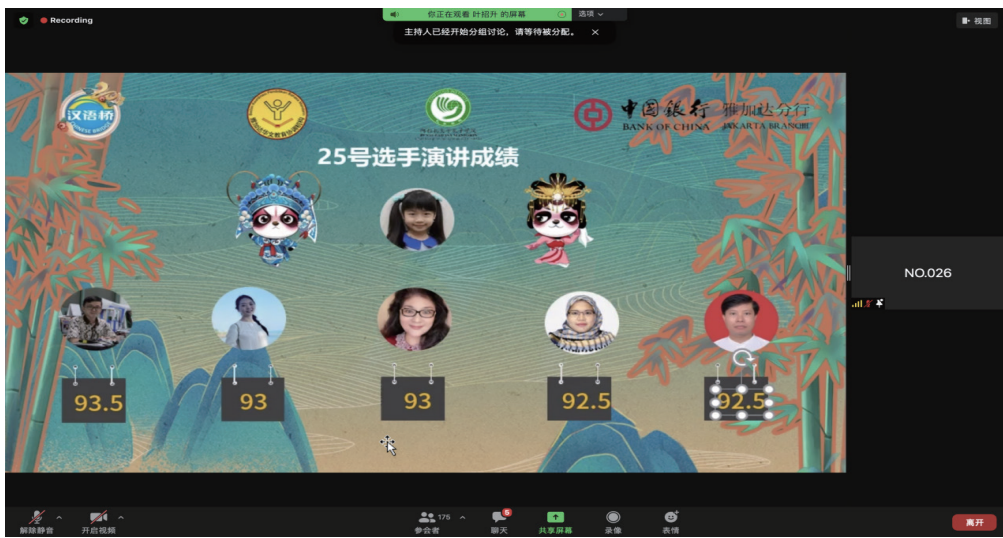 Recording
你正在观看 叶招升 的屏幕
选项
主持人已经开始分组讨论，请等待被分配。
视图
汉语桥
CHINESE BRIDGE
中国銀行 雅加达分行
BANK OF CHINA JAKARTA BRANCH
25号选手演讲成绩
NO.026
93.5
93
93
92.5
92.5
解除静音
开启视频
175
参会者
5
聊天
共享屏幕
录像
表情
离开